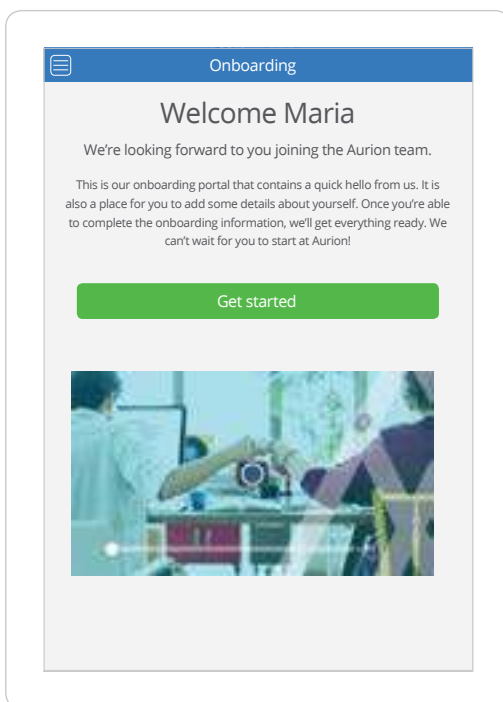 Onboarding
Welcome Maria
We're looking forward to you joining the Aurion team.
This is our onboarding portal that contains a quick hello from us. It is
also a place for you to add some details about yourself. Once you're able
to complete the onboarding information, we'll get everything ready. We
can't wait for you to start at Aurion!
Get started